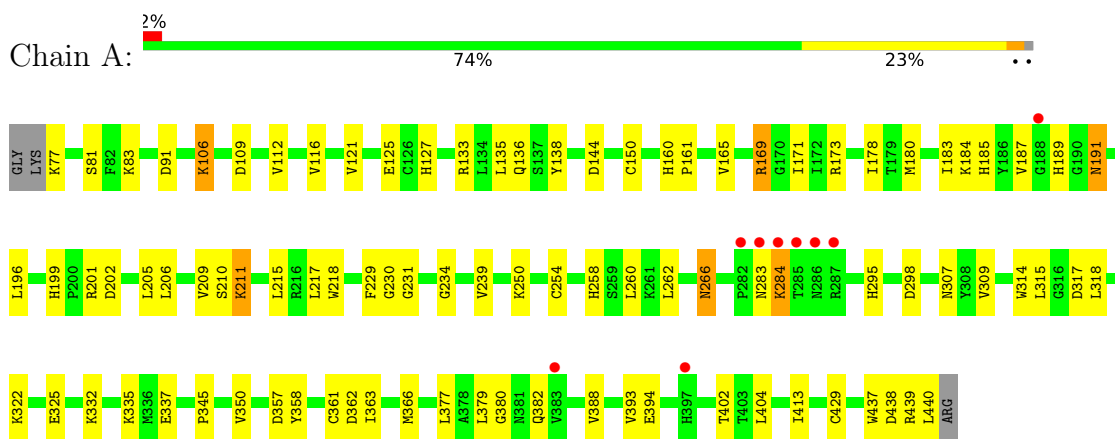 2%
Chain A:
74% 23% • •
GLY LYS K77 S81 F82 K83 D91 K106 D109 V112 V116 V121 E125 C126 H127 R133 L134 L135 Q136 S137 Y138 D144 C150 H160 P161 V165 R169 G170 I171 I172 R173 I178 T179 M180 I183 K184 H185 Y186 V187 G188 H189 G190 N191
L196 H199 P200 R201 D202 L205 L206 V209 S210 K211 L215 R216 L217 W218 F229 G230 G231 G234 V239 K250 C254 H258 S259 L260 K261 L262 N266 P282 N283 K284 T285 N286 R287 H295 D298 N307 Y308 V309 W314 L315 G316 D317 L318
K322 E325 K332 K335 M336 E337 P345 V350 D357 Y358 C361 D362 I363 M366 L377 A378 L379 G380 N381 Q382 V383 V388 V393 E394 H397 T402 T403 L404 I413 C429 W437 D438 R439 L440 ARG